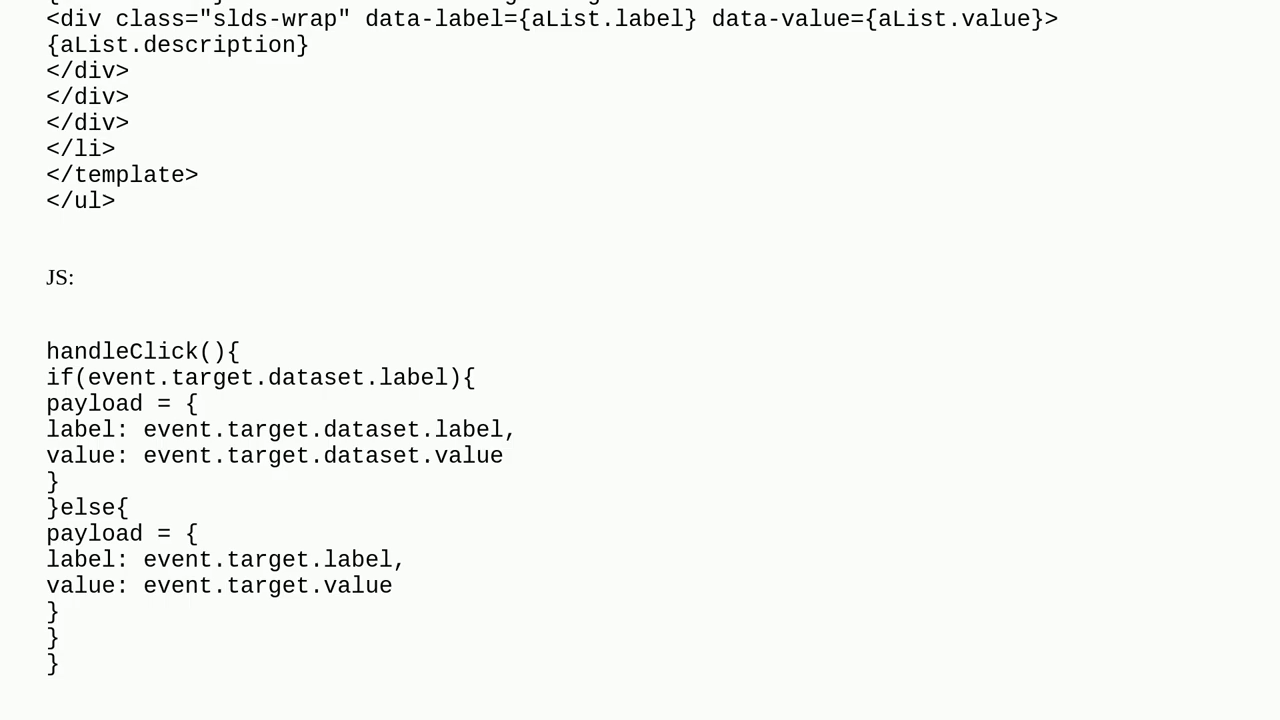 <div class="slds-wrap" data-label={aList.label} data-value={aList.value}>
{aList.description}
</div>
</div>
</div>
</li>
</template>
</ul>
JS:
handleClick(){
if(event.target.dataset.label){
payload = {
label: event.target.dataset.label,
value: event.target.dataset.value
}
}else{
payload = {
label: event.target.label,
value: event.target.value
}
}
}